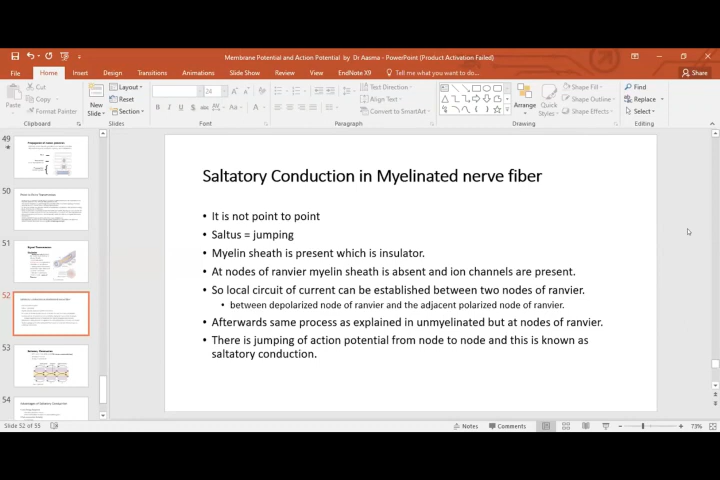 Membrane Potential and Action Potential by Dr Aasma - PowerPoint (Product Activation Failed)
File Home Insert Design Transitions Animations Slide Show Review View EndNote X9 Tell me what you want to do... Share
Cut
Copy
Format Painter
Paste
Clipboard
New Slide
Layout
Reset
Section
Slides
24
Font
Text Direction
Align Text
Convert to SmartArt
Paragraph
Arrange
Quick Styles
Shape Fill
Shape Outline
Shape Effects
Drawing
Find
Replace
Select
Editing
49
50
51
52
53
54
Saltatory Conduction in Myelinated nerve fiber
• It is not point to point
• Saltus = jumping
• Myelin sheath is present which is insulator.
• At nodes of ranvier myelin sheath is absent and ion channels are present.
• So local circuit of current can be established between two nodes of ranvier.
• between depolarized node of ranvier and the adjacent polarized node of ranvier.
• Afterwards same process as explained in unmyelinated but at nodes of ranvier.
• There is jumping of action potential from node to node and this is known as
saltatory conduction.
Slide 52 of 55
Notes
Comments
73%